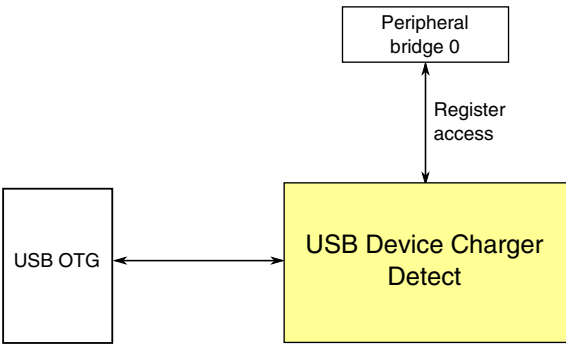 Peripheral
bridge 0
Register
access
USB OTG
USB Device Charger
Detect